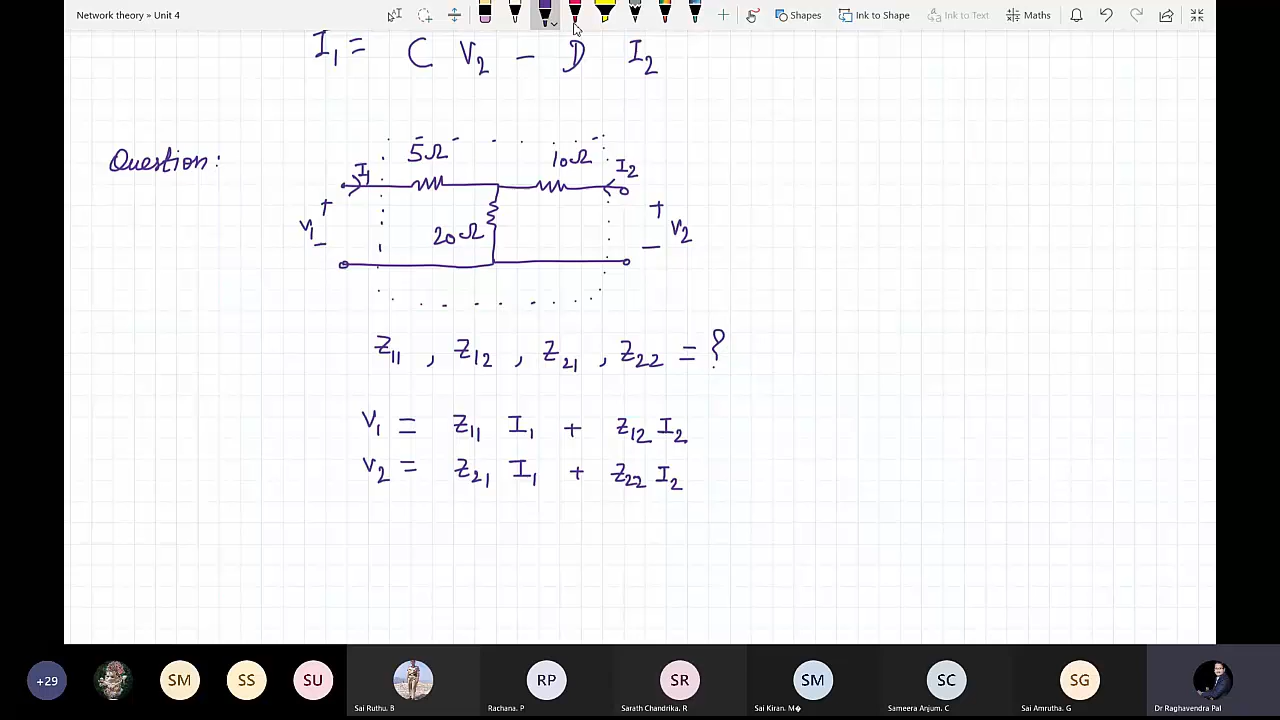 Network theory » Unit 4
Shapes
Ink to Shape
Ink to Text
Maths
I1 = C V2 - D I2
Question:
5Ω
10Ω
I1
I2
+
+
V1
20Ω
V2
-
-
Z11 , Z12 , Z21 , Z22 = ?
V1 = Z11 I1 + Z12 I2
V2 = Z21 I1 + Z22 I2
+29
SM
SS
SU
RP
SR
SM
SC
SG
Sai Ruthu. B
Rachana. P
Sarath Chandrika. R
Sai Kiran. M�
Sameera Anjum. C
Sai Amrutha. G
Dr Raghavendra Pal